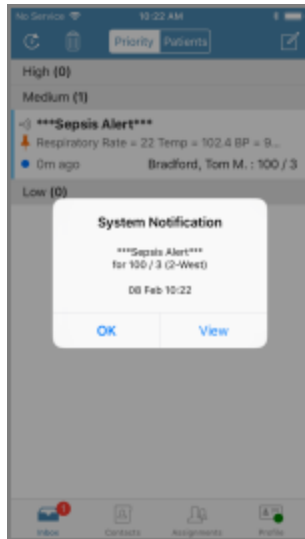 No Service 10:22 AM
Priority Patients
High (0)
Medium (1)
***Sepsis Alert***
Respiratory Rate = 22 Temp = 102.4 BP = 9...
0m ago Bradford, Tom M. : 100 / 3
Low (0)
System Notification
***Sepsis Alert***
for 100 / 3 (2-West)
08 Feb 10:22
OK View
1
Inbox Contacts Assignments Profile